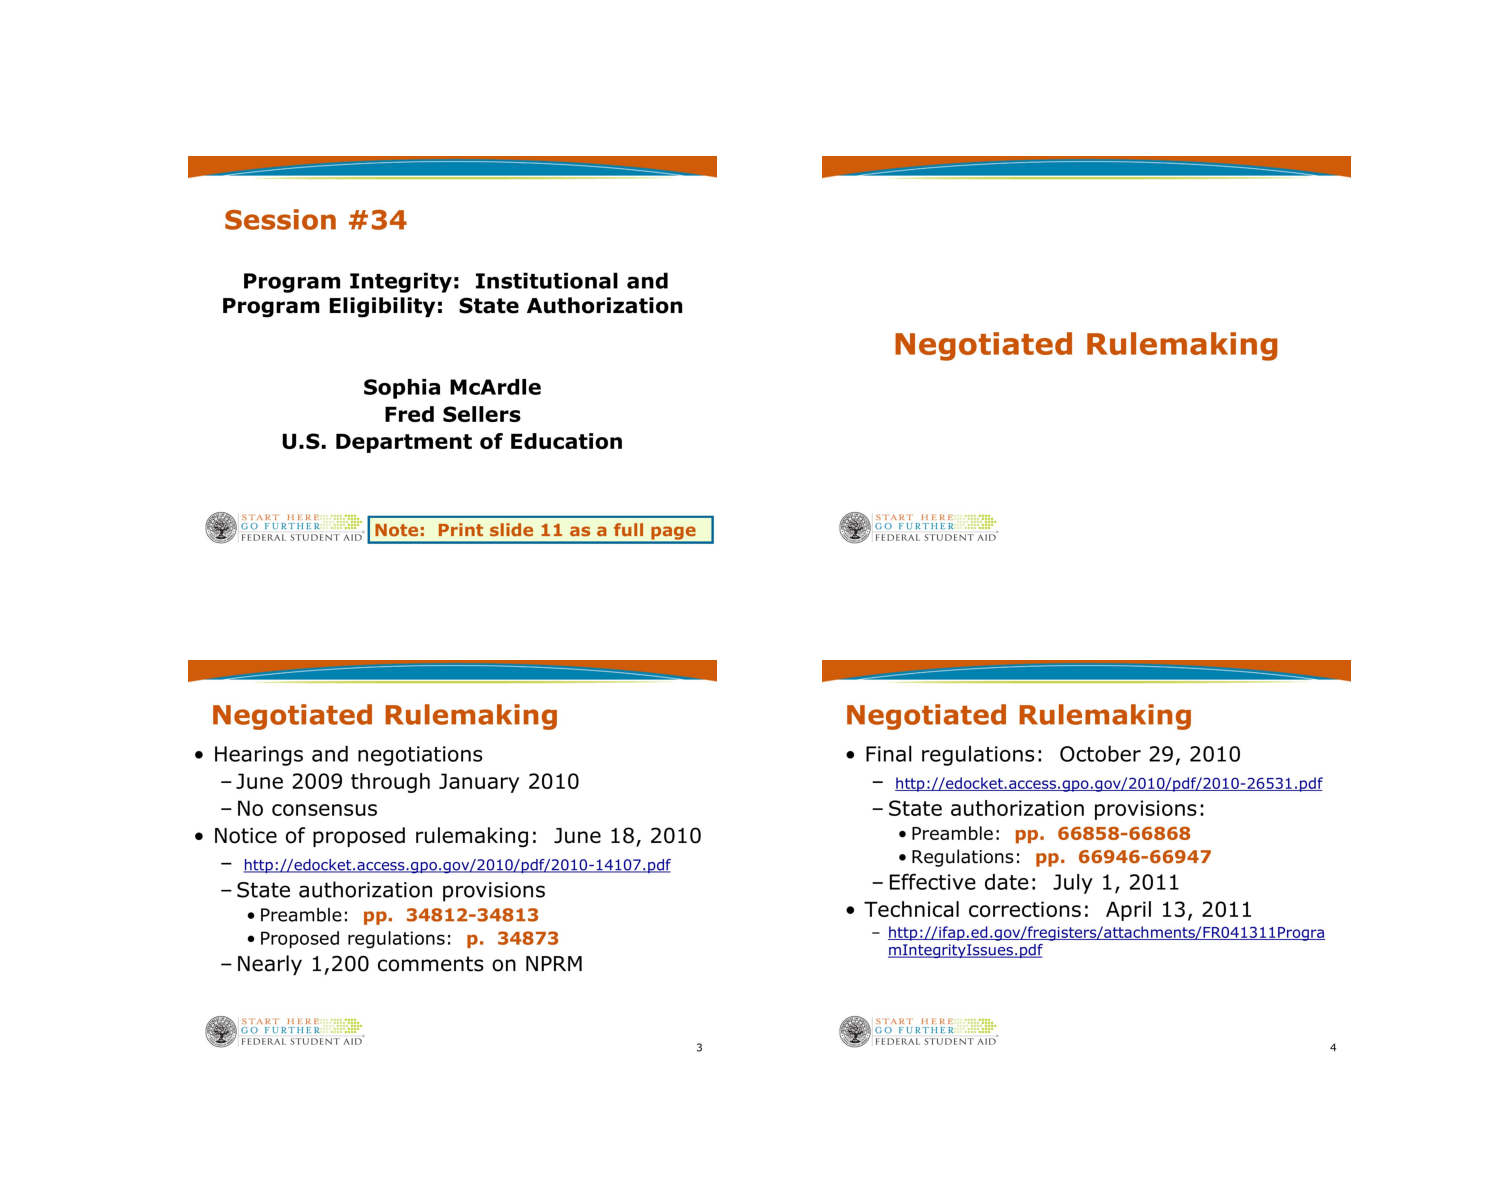 Session #34
Program Integrity: Institutional and
Program Eligibility: State Authorization
Sophia McArdle
Fred Sellers
U.S. Department of Education
START HERE
GO FURTHER
FEDERAL STUDENT AID
Note: Print slide 11 as a full page
Negotiated Rulemaking
START HERE
GO FURTHER
FEDERAL STUDENT AID
Negotiated Rulemaking
• Hearings and negotiations
– June 2009 through January 2010
– No consensus
• Notice of proposed rulemaking: June 18, 2010
– http://edocket.access.gpo.gov/2010/pdf/2010-14107.pdf
– State authorization provisions
• Preamble: pp. 34812-34813
• Proposed regulations: p. 34873
– Nearly 1,200 comments on NPRM
START HERE
GO FURTHER
FEDERAL STUDENT AID
3
Negotiated Rulemaking
• Final regulations: October 29, 2010
– http://edocket.access.gpo.gov/2010/pdf/2010-26531.pdf
– State authorization provisions:
• Preamble: pp. 66858-66868
• Regulations: pp. 66946-66947
– Effective date: July 1, 2011
• Technical corrections: April 13, 2011
– http://ifap.ed.gov/fregisters/attachments/FR041311Progra
mIntegrityIssues.pdf
START HERE
GO FURTHER
FEDERAL STUDENT AID
4